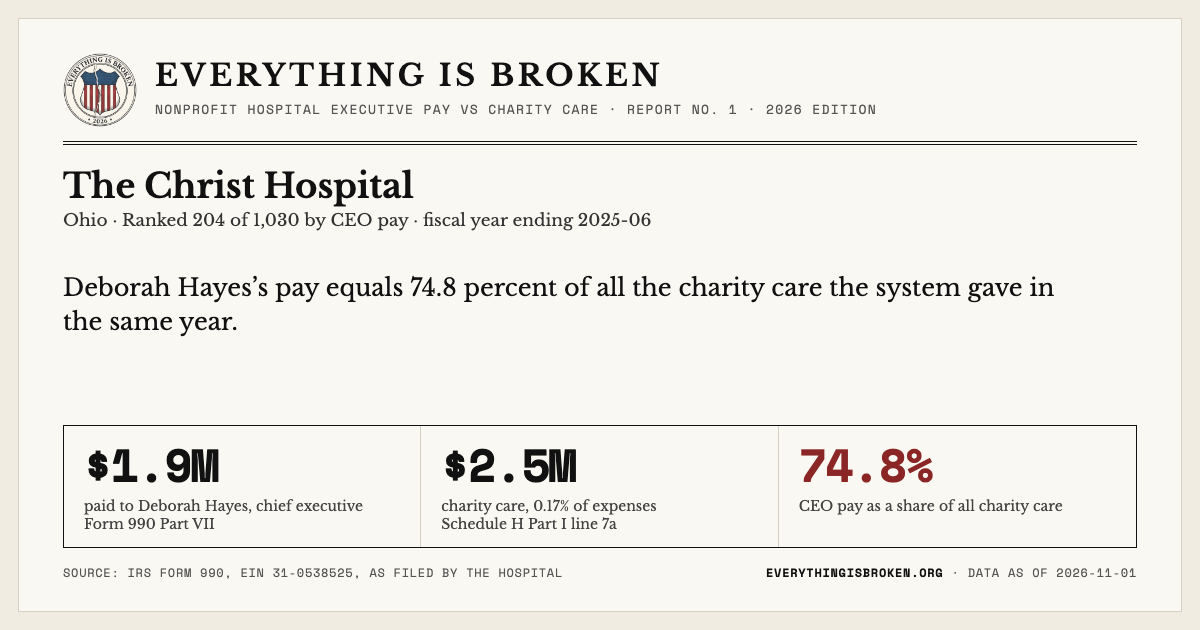 EVERYTHING IS BROKEN
2026
EVERYTHING IS BROKEN
NONPROFIT HOSPITAL EXECUTIVE PAY VS CHARITY CARE · REPORT NO. 1 · 2026 EDITION
The Christ Hospital
Ohio · Ranked 204 of 1,030 by CEO pay · fiscal year ending 2025-06
Deborah Hayes’s pay equals 74.8 percent of all the charity care the system gave in
the same year.
$1.9M
paid to Deborah Hayes, chief executive
Form 990 Part VII
$2.5M
charity care, 0.17% of expenses
Schedule H Part I line 7a
74.8%
CEO pay as a share of all charity care
SOURCE: IRS FORM 990, EIN 31-0538525, AS FILED BY THE HOSPITAL
EVERYTHINGISBROKEN.ORG · DATA AS OF 2026-11-01